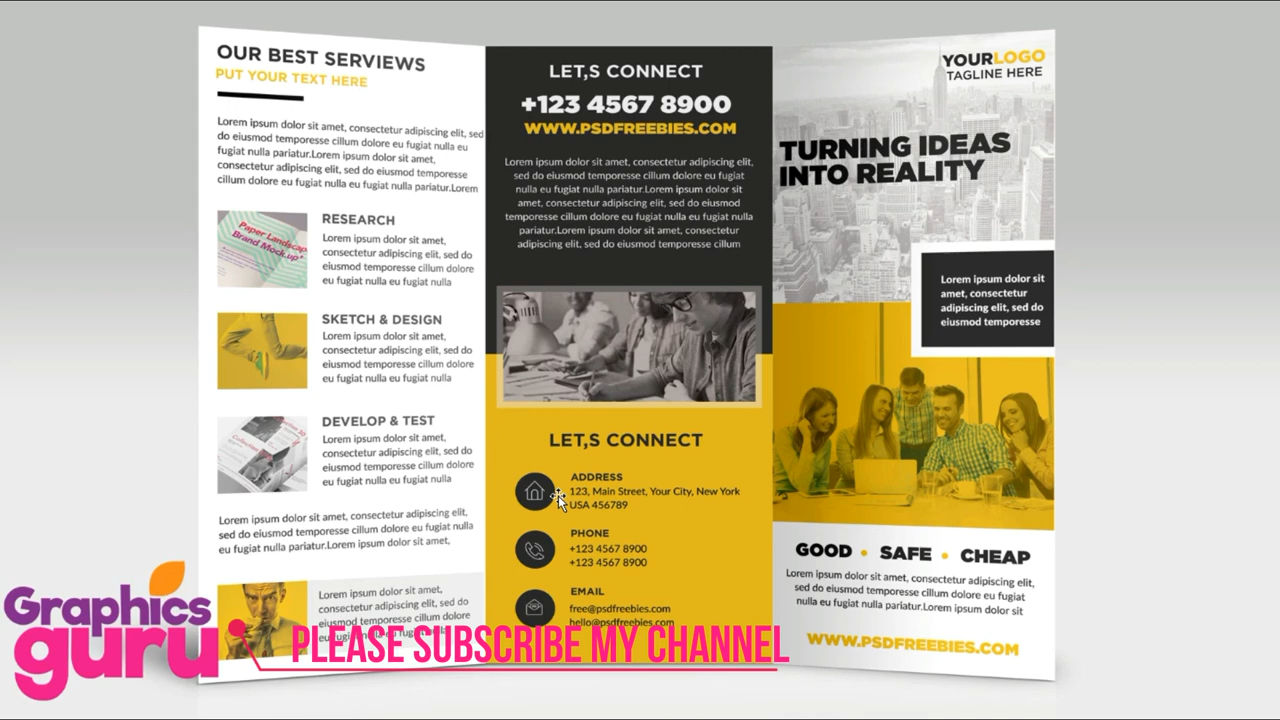 OUR BEST SERVIEWS
PUT YOUR TEXT HERE
Lorem ipsum dolor sit amet, consectetur adipiscing elit, sed
do eiusmod temporesse cillum dolore eu fugiat nulla eu
fugiat nulla pariatur.Lorem ipsum dolor sit amet,
consectetur adipiscing elit, sed do eiusmod temporesse
cillum dolore eu fugiat nulla eu fugiat nulla pariatur.Lorem
Paper Landscap
Brand Mock.up"
RESEARCH
Lorem ipsum dolor sit amet,
consectetur adipiscing elit, sed do
eiusmod temporesse cillum dolore
eu fugiat nulla eu fugiat nulla
SKETCH & DESIGN
Lorem ipsum dolor sit amet,
consectetur adipiscing elit, sed do
eiusmod temporesse cillum dolore
eu fugiat nulla eu fugiat nulla
DEVELOP & TEST
Lorem ipsum dolor sit amet,
consectetur adipiscing elit, sed do
eiusmod temporesse cillum dolore
eu fugiat nulla eu fugiat nulla
Lorem ipsum dolor sit amet, consectetur adipiscing elit,
sed do eiusmod temporesse cillum dolore eu fugiat nulla
eu fugiat nulla pariatur.Lorem ipsum dolor sit amet,
Lorem ipsum dolor sit amet,
consectetur adipiscing elit, sed do
eiusmod temporesse cillum dolore
eu fugiat nulla eu fugiat nulla
LET,S CONNECT
+123 4567 8900
WWW.PSDFREEBIES.COM
Lorem ipsum dolor sit amet, consectetur adipiscing elit,
sed do eiusmod temporesse cillum dolore eu fugiat
nulla eu fugiat nulla pariatur.Lorem ipsum dolor sit
amet, consectetur adipiscing elit, sed do eiusmod
temporesse cillum dolore eu fugiat nulla eu fugiat nulla
pariatur.Lorem ipsum dolor sit amet, consectetur
adipiscing elit, sed do eiusmod temporesse cillum
LET,S CONNECT
ADDRESS
123, Main Street, Your City, New York
USA 456789
PHONE
+123 4567 8900
+123 4567 8900
EMAIL
free@psdfreebies.com
hello@psdfreebies.com
YOURLOGO
TAGLINE HERE
TURNING IDEAS
INTO REALITY
Lorem ipsum dolor sit
amet, consectetur
adipiscing elit, sed do
eiusmod temporesse
GOOD • SAFE • CHEAP
Lorem ipsum dolor sit amet, consectetur adipiscing elit,
sed do eiusmod temporesse cillum dolore eu fugiat
nulla eu fugiat nulla pariatur.Lorem ipsum dolor sit
WWW.PSDFREEBIES.COM
Graphics
guru
PLEASE SUBSCRIBE MY CHANNEL